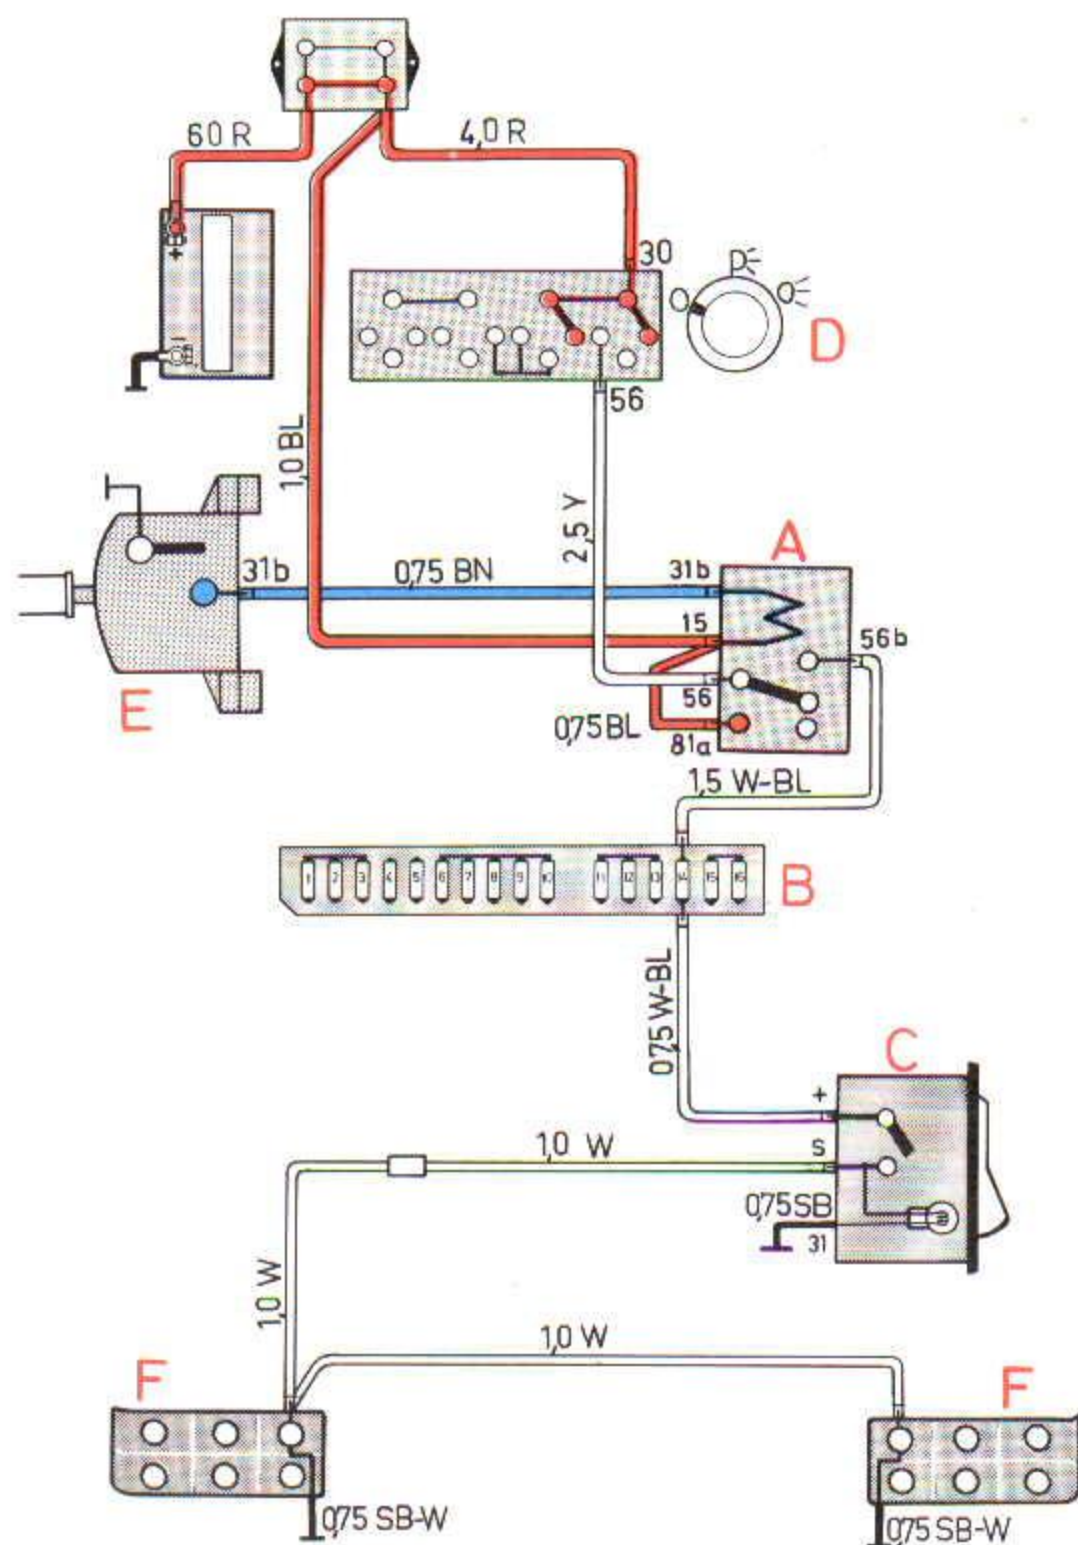 60 R
4,0 R
+
−
30
D
56
1,0 BL
2,5 Y
A
31b
0,75 BN
31b
15
56b
E
56
0,75 BL
81a
1,5 W-BL
1 2 3 4 5 6 7 8 9 10 11 12 13 14 15 16
B
0,75 W-BL
C
+
1,0 W
S
0,75 SB
31
1,0 W
1,0 W
F
F
0,75 SB-W
0,75 SB-W